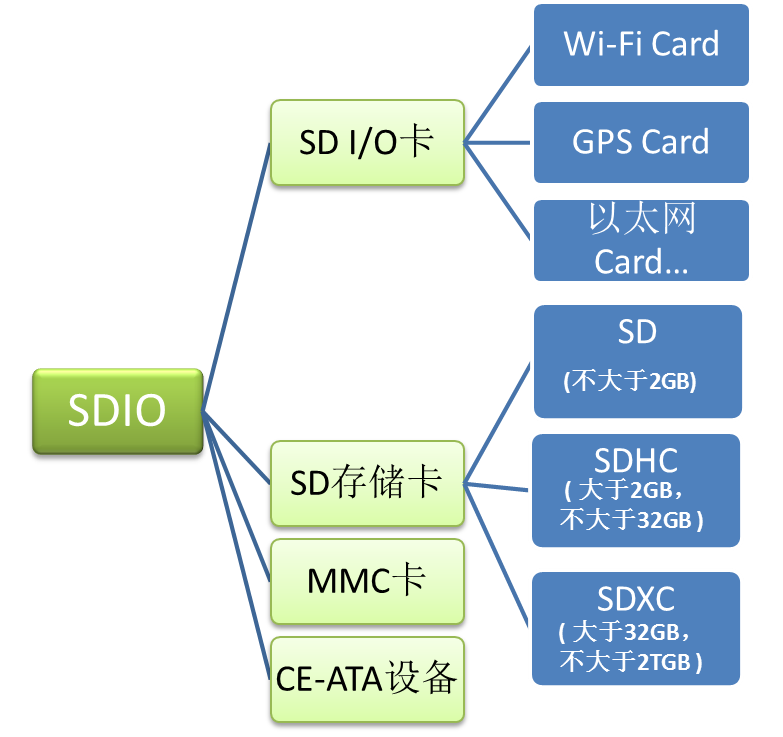 Wi-Fi Card
SD I/O卡
GPS Card
以太网
Card...
SD
(不大于2GB)
SDIO
SD存储卡
SDHC
( 大于2GB，
不大于32GB )
MMC卡
SDXC
( 大于32GB，
不大于2TGB )
CE-ATA设备